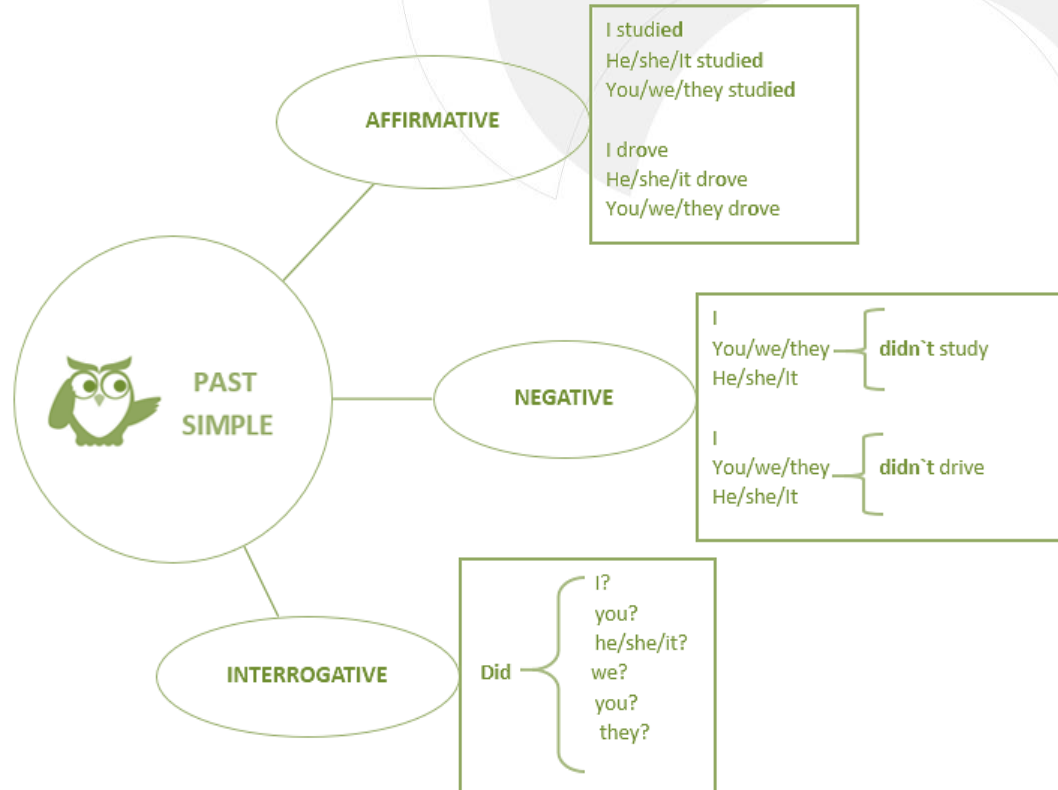 PAST
SIMPLE
AFFIRMATIVE
I studied
He/she/It studied
You/we/they studied
I drove
He/she/it drove
You/we/they drove
NEGATIVE
I
You/we/they
He/she/It
didn`t study
I
You/we/they
He/she/It
didn`t drive
INTERROGATIVE
Did
I?
you?
he/she/it?
we?
you?
they?